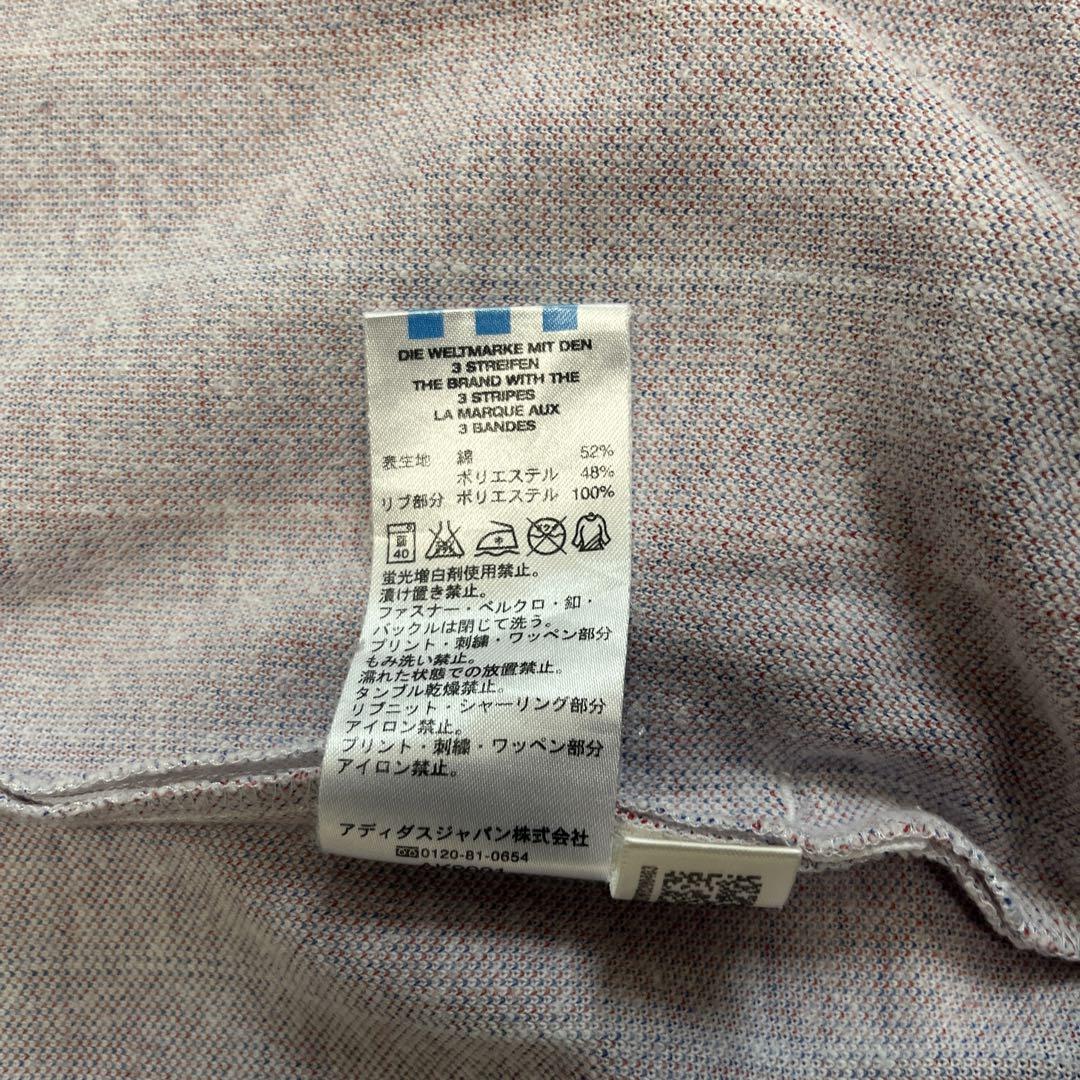 DIE WELTMARKE MIT DEN
3 STREIFEN
THE BRAND WITH THE
3 STRIPES
LA MARQUE AUX
3 BANDES
表生地 綿 52%
ポリエステル 48%
リブ部分 ポリエステル 100%
40
蛍光増白剤使用禁止。
漬け置き禁止。
ファスナー・ベルクロ・釦・
バックルは閉じて洗う。
プリント・刺繍・ワッペン部分
もみ洗い禁止。
濡れた状態での放置禁止。
タンブル乾燥禁止。
リブニット・シャーリング部分
アイロン禁止。
プリント・刺繍・ワッペン部分
アイロン禁止。
アディダスジャパン株式会社
0120-81-0654